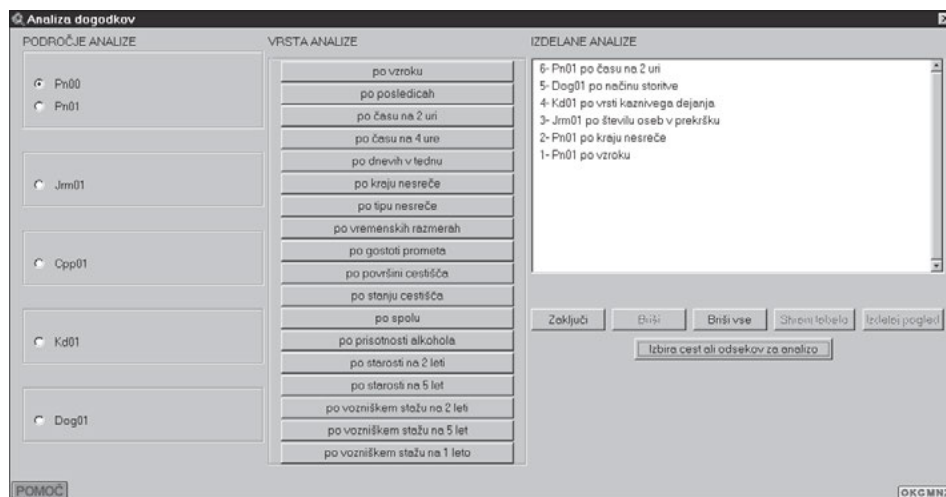 Analiza dogodkov
PODROČJE ANALIZE
Pn00
Pn01
Jrm01
Cpp01
Kd01
Dog01
VRSTA ANALIZE
po vzroku
po posledicah
po času na 2 uri
po času na 4 ure
po dnevih v tednu
po kraju nesreče
po tipu nesreče
po vremenskih razmerah
po gostoti prometa
po površini cestišča
po stanju cestišča
po spolu
po prisotnosti alkohola
po starosti na 2 leti
po starosti na 5 let
po vozniškem stažu na 2 leti
po vozniškem stažu na 5 let
po vozniškem stažu na 1 leto
IZDELANE ANALIZE
6- Pn01 po času na 2 uri
5- Dog01 po načinu storitve
4- Kd01 po vrsti kaznivega dejanja
3- Jrm01 po številu oseb v prekršku
2- Pn01 po kraju nesreče
1- Pn01 po vzroku
Zaključi
Briši
Briši vse
Stvori tabelo
Izdelaj pogled
Izbira cest ali odsekov za analizo
POMOČ